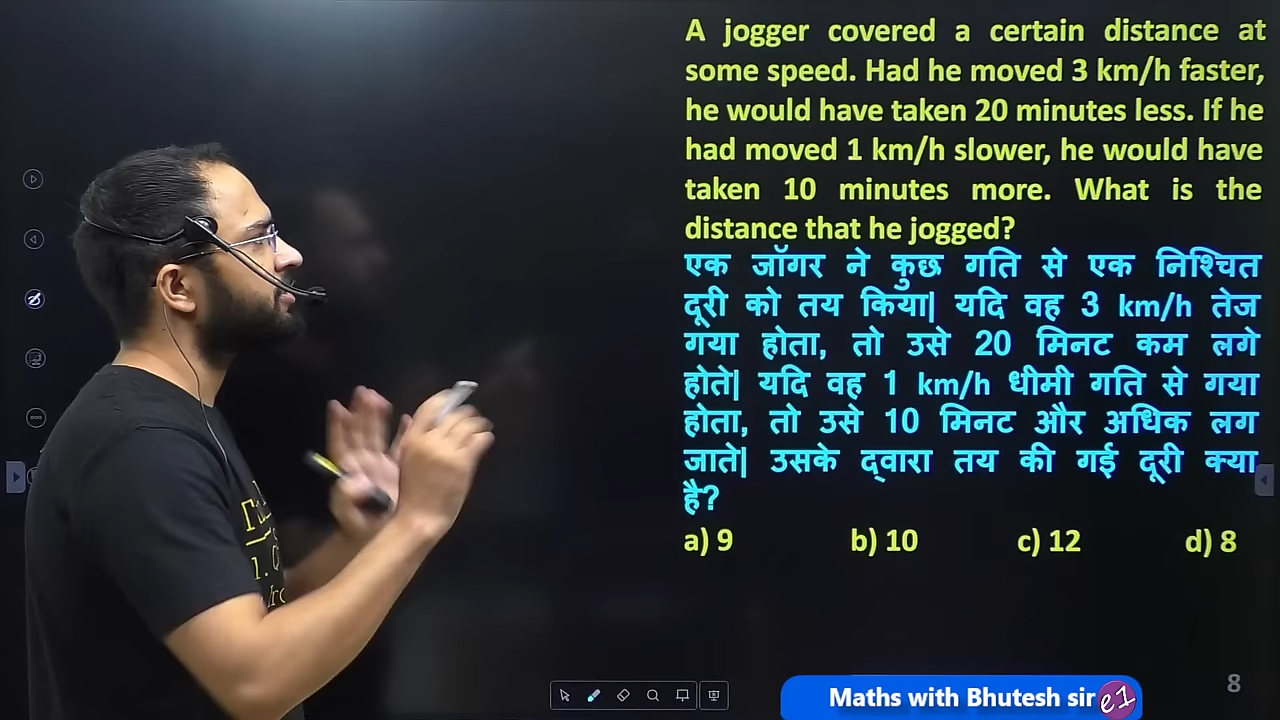 A jogger covered a certain distance at
some speed. Had he moved 3 km/h faster,
he would have taken 20 minutes less. If he
had moved 1 km/h slower, he would have
taken 10 minutes more. What is the
distance that he jogged?
एक जॉगर ने कुछ गति से एक निश्चित
दूरी को तय किया| यदि वह 3 km/h तेज
गया होता, तो उसे 20 मिनट कम लगे
होते| यदि वह 1 km/h धीमी गति से गया
होता, तो उसे 10 मिनट और अधिक लग
जाते| उसके द्वारा तय की गई दूरी क्या
है?
a) 9 b) 10 c) 12 d) 8
8
Maths with Bhutesh sir e1